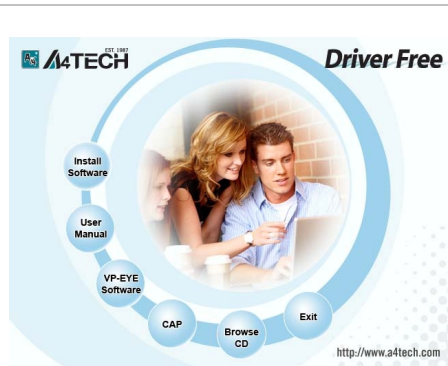 EST. 1987
A4TECH
Driver Free
Install
Software
User
Manual
VP-EYE
Software
CAP
Browse
CD
Exit
http://www.a4tech.com